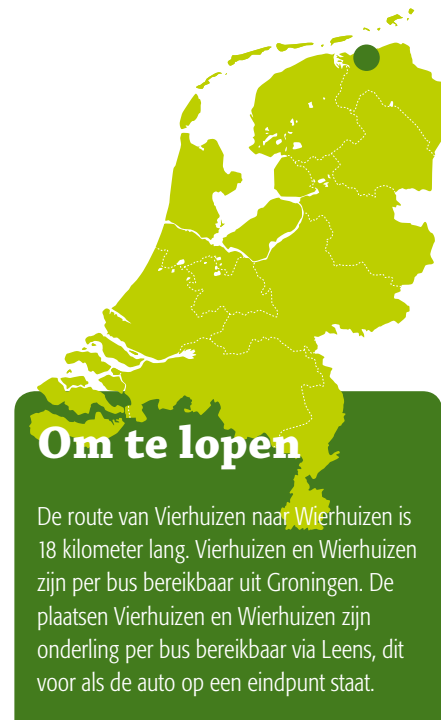 Om te lopen
De route van Vierhuizen naar Wierhuizen is
18 kilometer lang. Vierhuizen en Wierhuizen
zijn per bus bereikbaar uit Groningen. De
plaatsen Vierhuizen en Wierhuizen zijn
onderling per bus bereikbaar via Leens, dit
voor als de auto op een eindpunt staat.